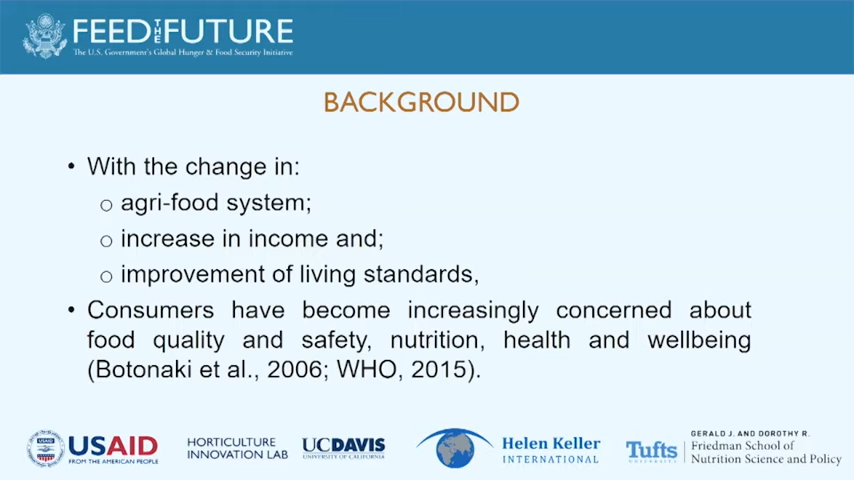 FEED THE FUTURE
The U.S. Government's Global Hunger & Food Security Initiative
BACKGROUND
• With the change in:
o agri-food system;
o increase in income and;
o improvement of living standards,
• Consumers have become increasingly concerned about
food quality and safety, nutrition, health and wellbeing
(Botonaki et al., 2006; WHO, 2015).
USAID
FROM THE AMERICAN PEOPLE
HORTICULTURE
INNOVATION LAB
UCDAVIS
UNIVERSITY OF CALIFORNIA
Helen Keller
INTERNATIONAL
Tufts
UNIVERSITY
GERALD J. AND DOROTHY R.
Friedman School of
Nutrition Science and Policy